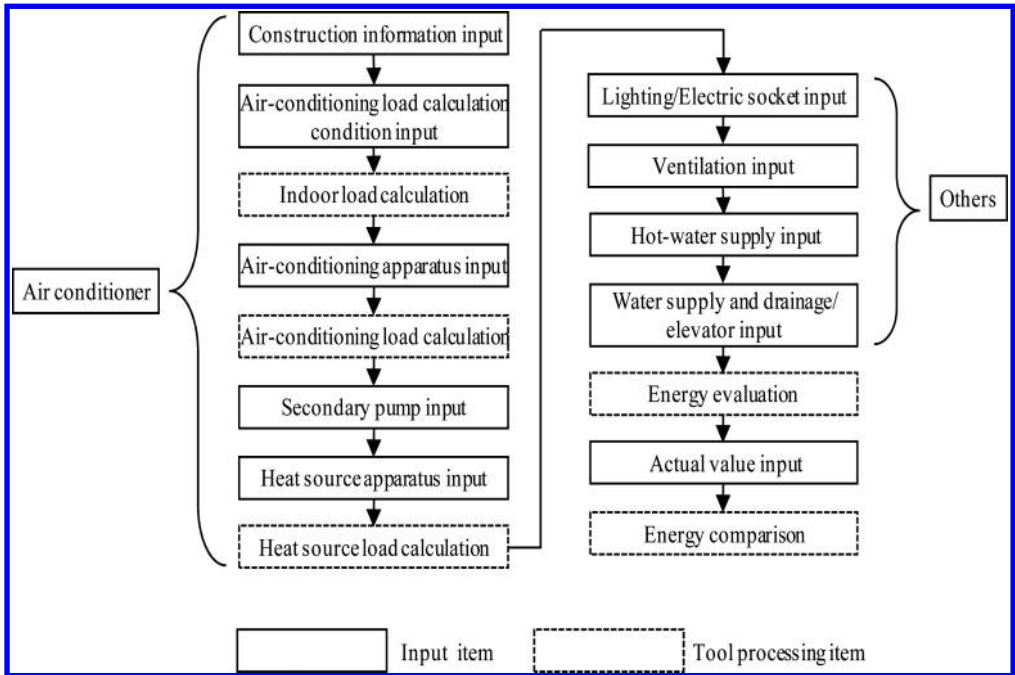 Air conditioner
Construction information input
Air-conditioning load calculation
condition input
Indoor load calculation
Air-conditioning apparatus input
Air-conditioning load calculation
Secondary pump input
Heat source apparatus input
Heat source load calculation
Lighting/Electric socket input
Ventilation input
Hot-water supply input
Water supply and drainage/
elevator input
Energy evaluation
Actual value input
Energy comparison
Others
Input item
Tool processing item